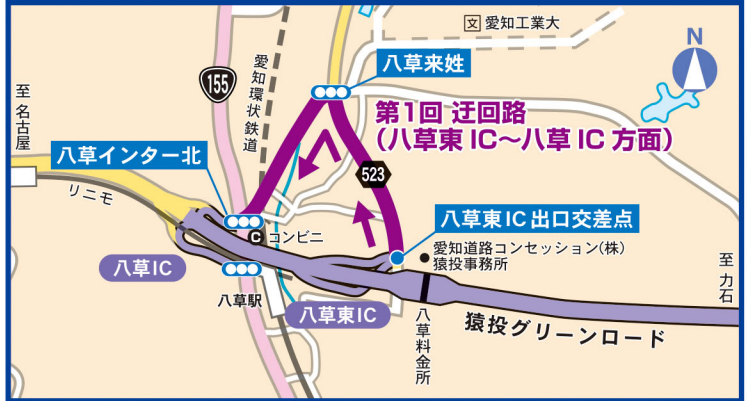 文 愛知工業大
N
八草来姓
155
愛知環状鉄道
至 名古屋
第1回 迂回路
(八草東IC~八草IC方面)
八草インター北
523
リニモ
八草東IC出口交差点
C コンビニ
愛知道路コンセッション(株)
猿投事務所
至 力石
八草IC
八草駅
八草東IC
八草料金所
猿投グリーンロード